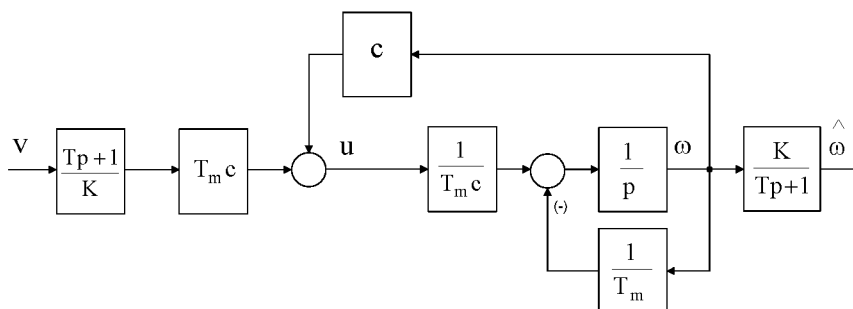 c
v
Tp + 1
K
T_m c
u
1
T_m c
(-)
1
p
ω
K
Tp+1
^
ω
1
T_m